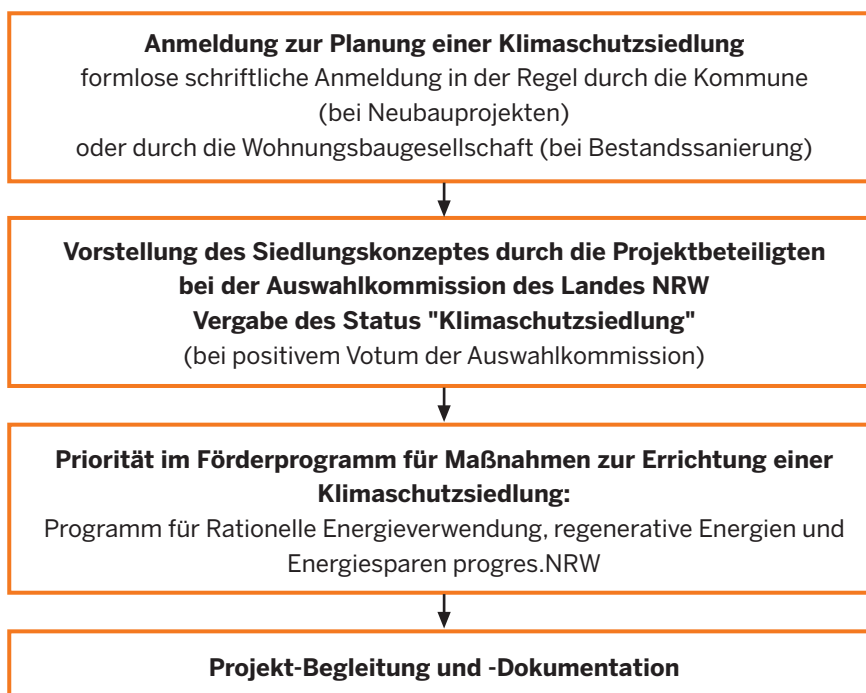 Anmeldung zur Planung einer Klimaschutzsiedlung
formlose schriftliche Anmeldung in der Regel durch die Kommune
(bei Neubauprojekten)
oder durch die Wohnungsbaugesellschaft (bei Bestandssanierung)
Vorstellung des Siedlungskonzeptes durch die Projektbeteiligten
bei der Auswahlkommission des Landes NRW
Vergabe des Status "Klimaschutzsiedlung"
(bei positivem Votum der Auswahlkommission)
Priorität im Förderprogramm für Maßnahmen zur Errichtung einer
Klimaschutzsiedlung:
Programm für Rationelle Energieverwendung, regenerative Energien und
Energiesparen progres.NRW
Projekt-Begleitung und -Dokumentation